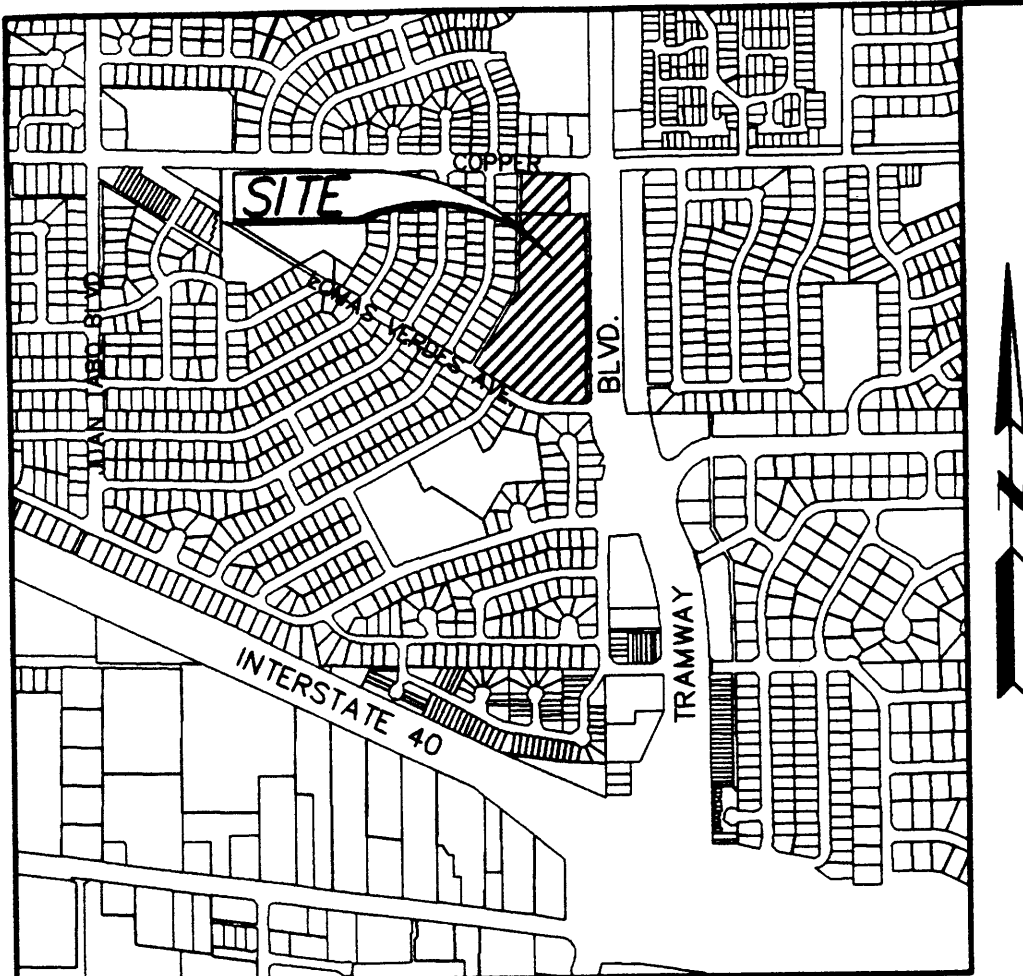 COPPER
SITE
LOMAS VERDES AVE.
JUAN TABO BLVD.
BLVD.
TRAMWAY
INTERSTATE 40
N